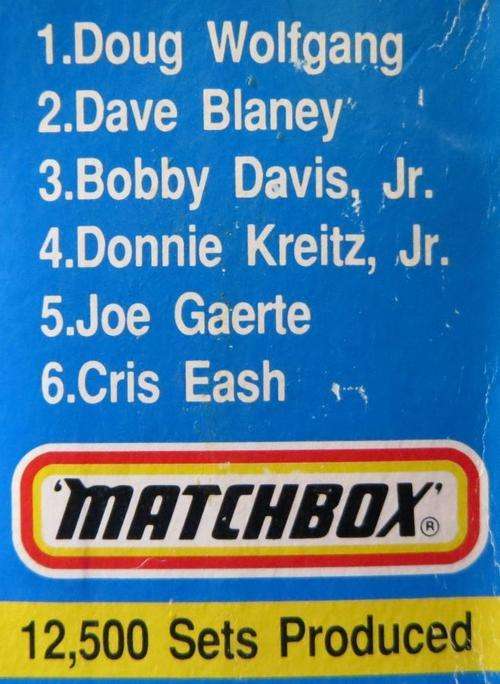 1.Doug Wolfgang
2.Dave Blaney
3.Bobby Davis, Jr.
4.Donnie Kreitz, Jr.
5.Joe Gaerte
6.Cris Eash
'MATCHBOX'®
12,500 Sets Produced